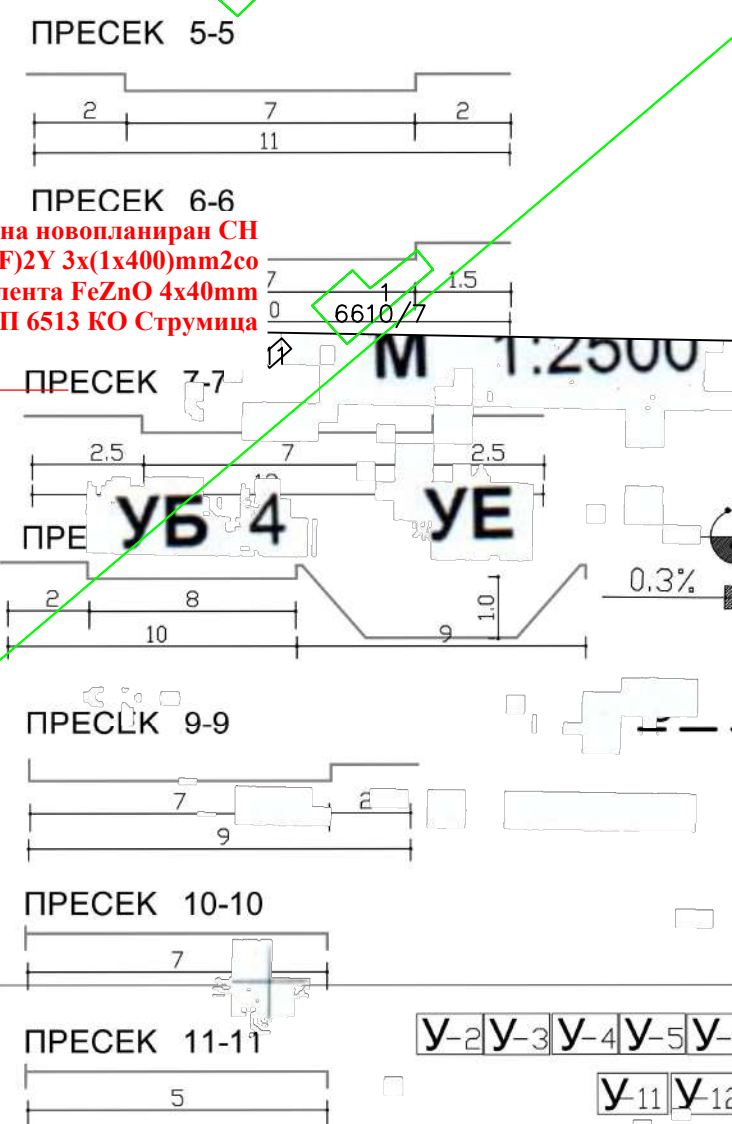 ПРЕСЕК 5-5
2 7 2
11
ПРЕСЕК 6-6
на новопланиран СН
F)2Y 3x(1x400)mm2со
лента FeZnO 4x40mm
П 6513 КО Струмица
7 1 1.5
0 6610/7
1
М 1:2500
ПРЕСЕК 7-7
2.5 7 2.5
УБ 4 УЕ
ПРЕ
0.3%
2 8 1.0
10 9
ПРЕСЕК 9-9
7 2
9
ПРЕСЕК 10-10
7
ПРЕСЕК 11-11
У-2 У-3 У-4 У-5 У-
5
У-11 У-12